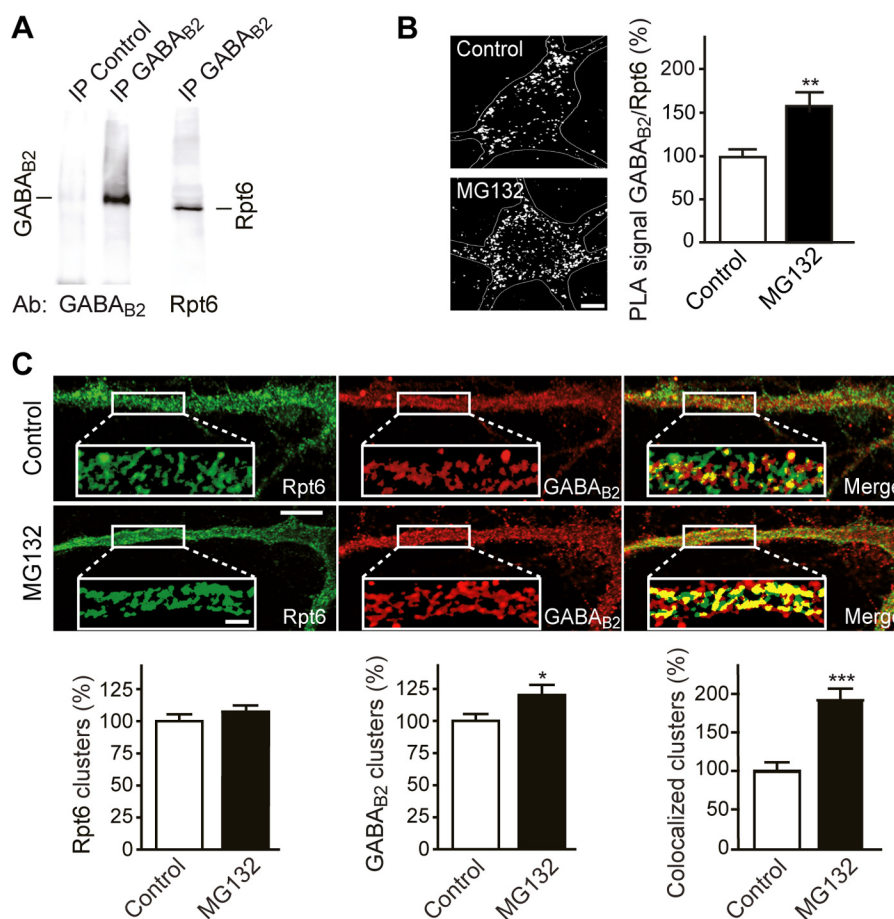 A
IP Control
IP GABAB2
IP GABAB2
GABAB2
Rpt6
Ab: GABAB2 Rpt6
B
Control
MG132
PLA signal GABAB2/Rpt6 (%)
200
150
100
50
0
**
Control
MG132
C
Control
Rpt6
GABAB2
Merge
MG132
Rpt6
GABAB2
Merge
Rpt6 clusters (%)
125
100
75
50
25
0
Control
MG132
GABAB2 clusters (%)
125
100
75
50
25
0
*
Control
MG132
Colocalized clusters (%)
200
150
100
50
0
***
Control
MG132